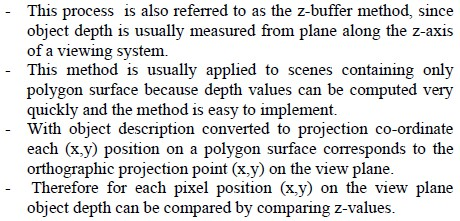 - This process is also referred to as the z-buffer method, since
object depth is usually measured from plane along the z-axis
of a viewing system.
- This method is usually applied to scenes containing only
polygon surface because depth values can be computed very
quickly and the method is easy to implement.
- With object description converted to projection co-ordinate
each (x,y) position on a polygon surface corresponds to the
orthographic projection point (x,y) on the view plane.
- Therefore for each pixel position (x,y) on the view plane
object depth can be compared by comparing z-values.